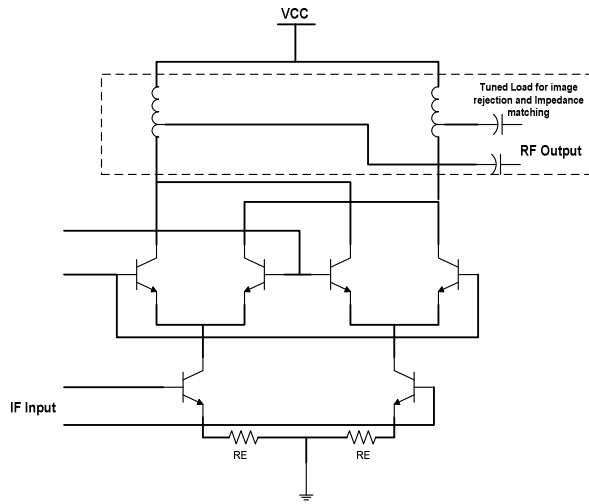 VCC
Tuned Load for image
rejection and Impedance
matching
RF Output
IF Input
RE
RE